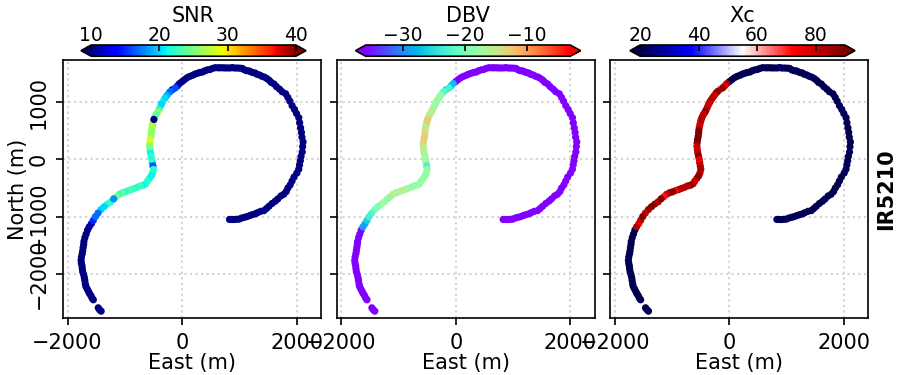 SNR DBV Xc
10 20 30 40 −30 −20 −10 20 40 60 80
North (m)
1000
0
−1000
−2000
IR5210
−2000 0 2000 −2000 0 2000 −2000 0 2000
East (m) East (m) East (m)